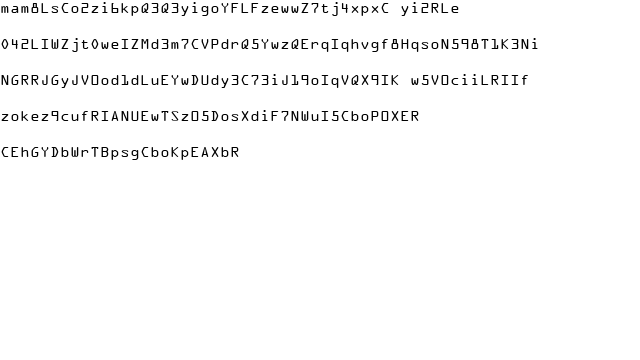 mam8LsCo2zi6kpQ3Q3yigoYFLFzewwZ7tj4xpxC yi2RLe
042LIWZjt0weIZMd3m7CVPdrQ5YwzQErqIqhvgf8HqsoN598T1K3Ni
NGRRJGyJVOod1dLuEYwDUdy3C73iJ19oIqVQX9IK w5VOciiLRIIf
zokez9cufRIANUEwTSzO5DosXdiF7NWuI5CboPOXER
CEhGYDbWrTBpsgCboKpEAXbR